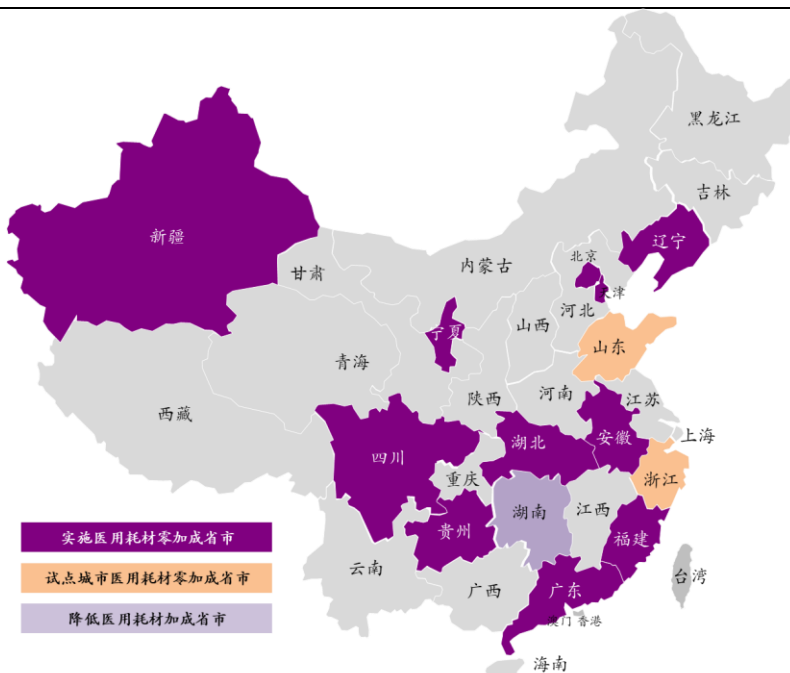 黑龙江
吉林
辽宁
新疆
内蒙古
北京
天津
甘肃
河北
山西
宁夏
山东
青海
陕西
河南
江苏
西藏
上海
安徽
湖北
四川
重庆
浙江
湖南
江西
贵州
福建
云南
台湾
广西
广东
澳门 香港
海南
实施医用耗材零加成省市
试点城市医用耗材零加成省市
降低医用耗材加成省市